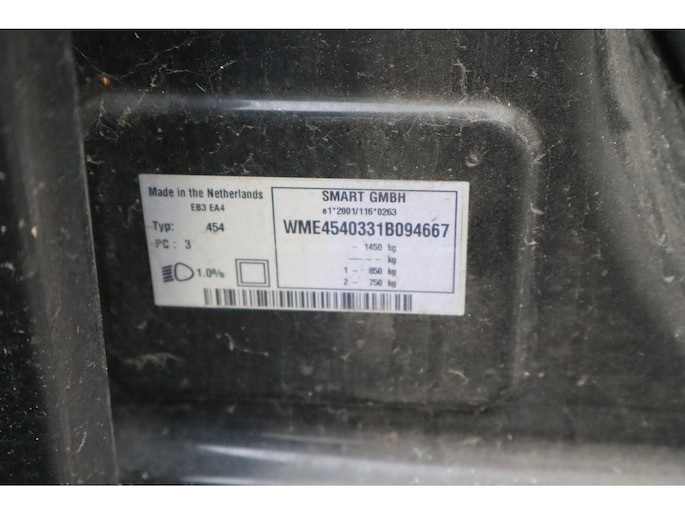 Made in the Netherlands
EB3 EA4
Typ: 454
PC: 3
1.0%
SMART GMBH
e1*2001/116*0263
WME4540331B094667
– 1450 kg
– – – – kg
1 – 850 kg
2 – 750 kg